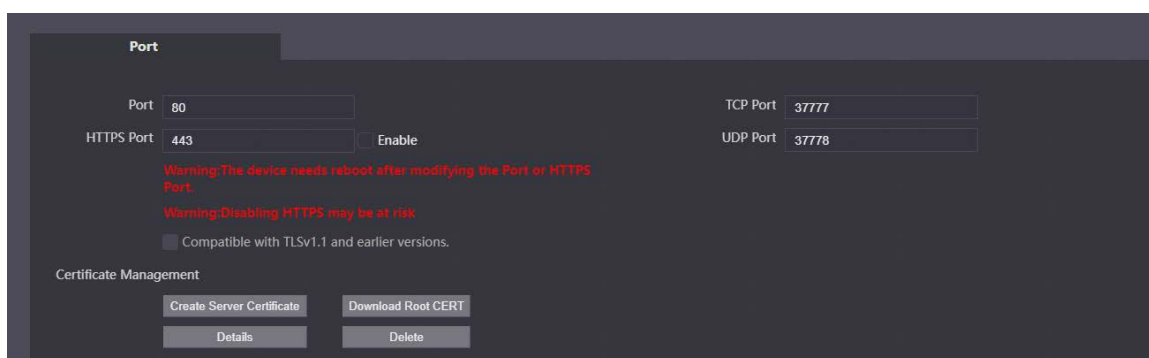 Port
Port 80 TCP Port 37777
HTTPS Port 443 Enable UDP Port 37778
Warning:The device needs reboot after modifying the Port or HTTPS
Port.
Warning:Disabling HTTPS may be at risk
Compatible with TLSv1.1 and earlier versions.
Certificate Management
Create Server Certificate Download Root CERT
Details Delete